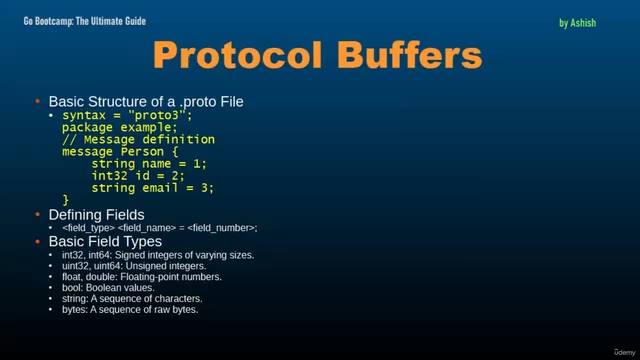 Go Bootcamp: The Ultimate Guide
by Ashish
Protocol Buffers
• Basic Structure of a .proto File
• syntax = "proto3";
package example;
// Message definition
message Person {
    string name = 1;
    int32 id = 2;
    string email = 3;
}
• Defining Fields
• <field_type> <field_name> = <field_number>;
• Basic Field Types
• int32, int64: Signed integers of varying sizes.
• uint32, uint64: Unsigned integers.
• float, double: Floating-point numbers.
• bool: Boolean values.
• string: A sequence of characters.
• bytes: A sequence of raw bytes.
udemy